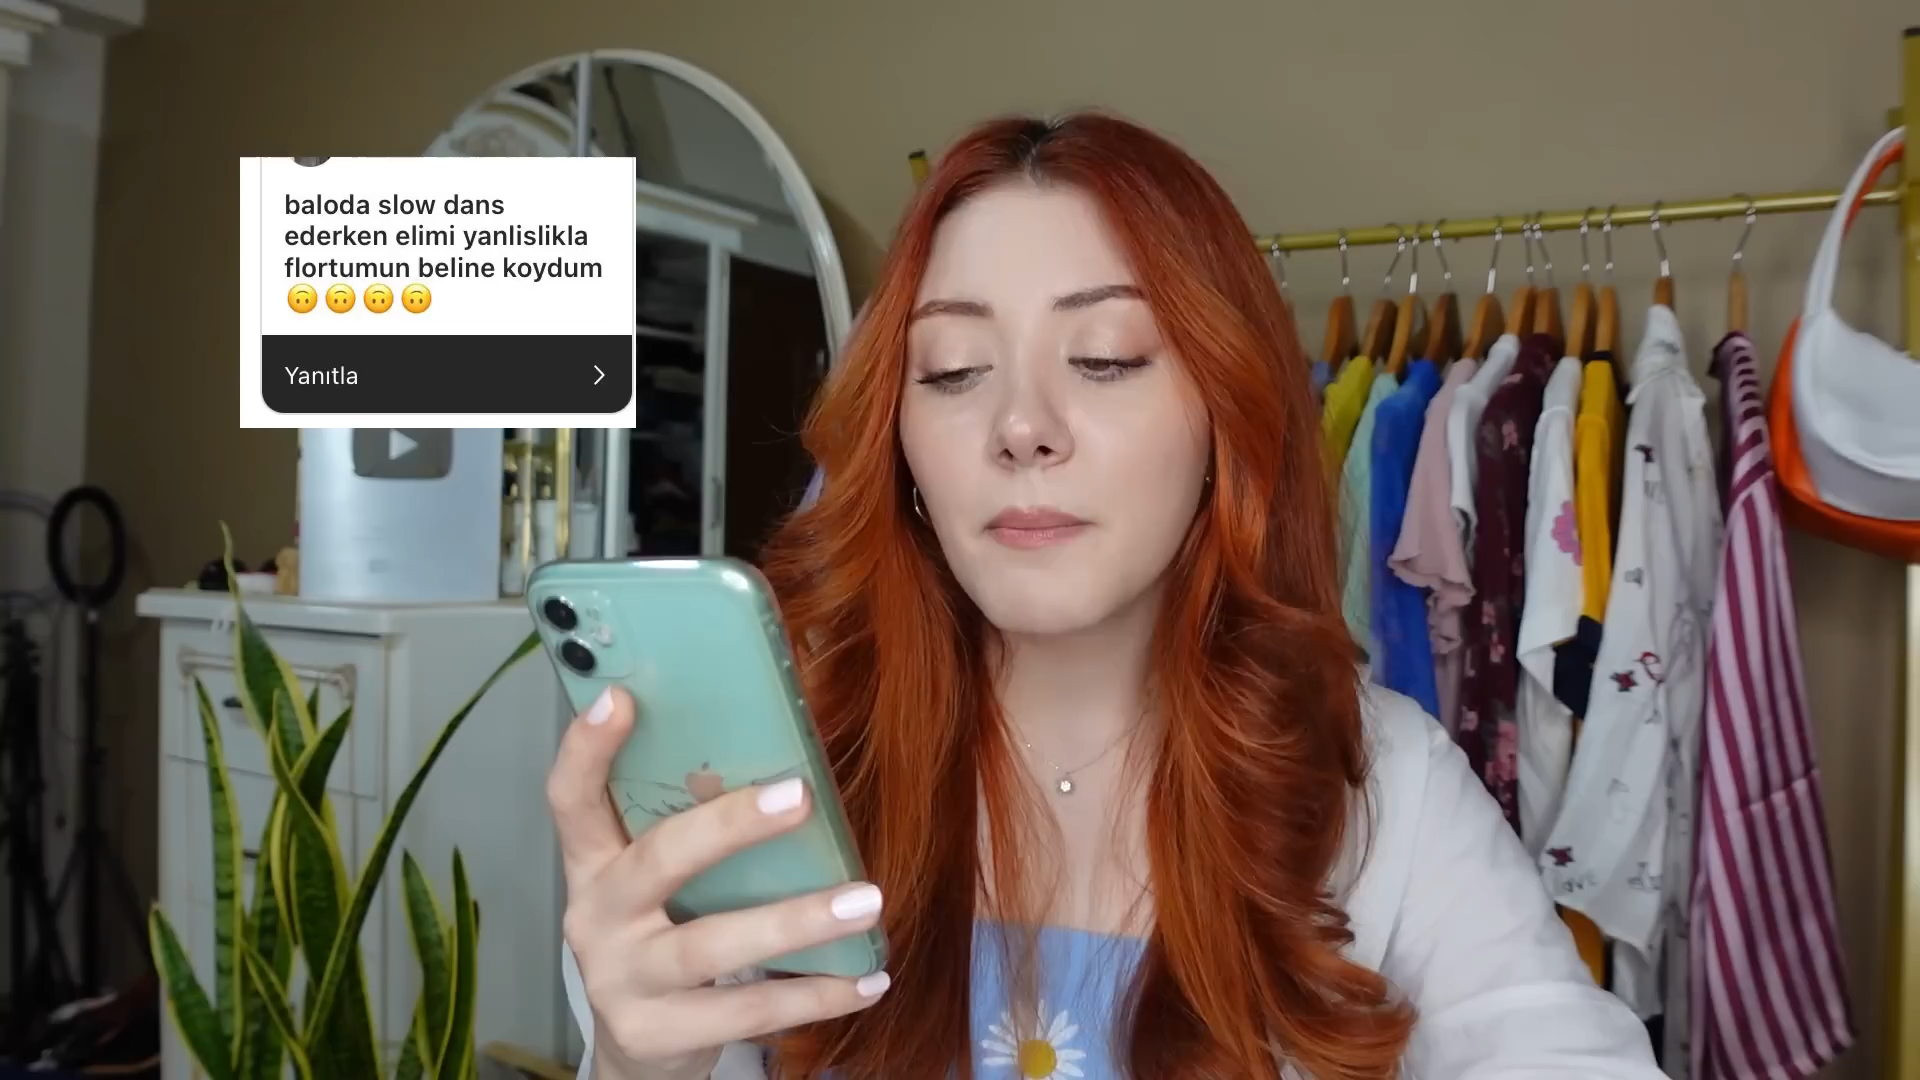 baloda slow dans
ederken elimi yanlislikla
flortumun beline koydum
🙃🙃🙃🙃
Yanıtla